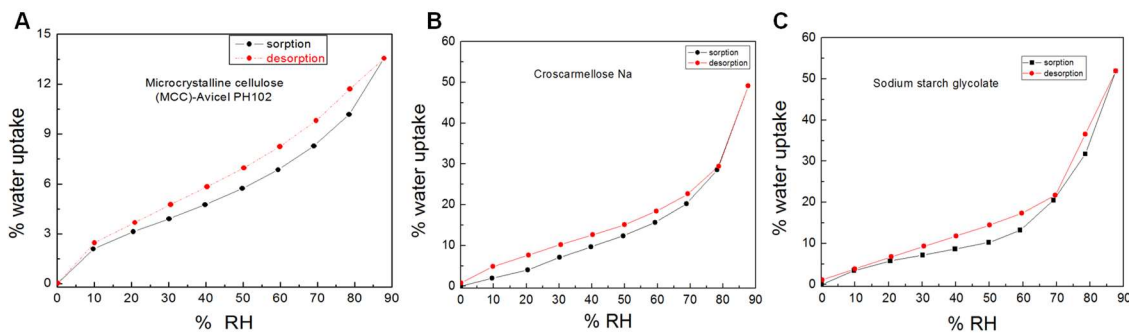 A
15
12
9
6
3
0
% water uptake
sorption
desorption
Microcrystalline cellulose
(MCC)-Avicel PH102
0 10 20 30 40 50 60 70 80 90
% RH
B
60
50
40
30
20
10
0
% water uptake
sorption
desorption
Croscarmellose Na
0 10 20 30 40 50 60 70 80 90
% RH
C
60
50
40
30
20
10
0
% water uptake
sorption
desorption
Sodium starch glycolate
0 10 20 30 40 50 60 70 80 90
% RH